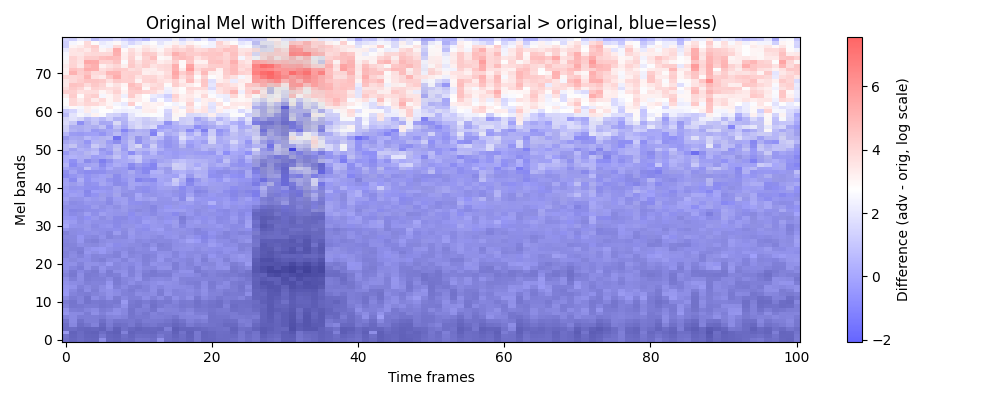 Original Mel with Differences (red=adversarial > original, blue=less)
Mel bands
70
60
50
40
30
20
10
0
0 20 40 60 80 100
Time frames
6
4
2
0
−2
Difference (adv - orig, log scale)